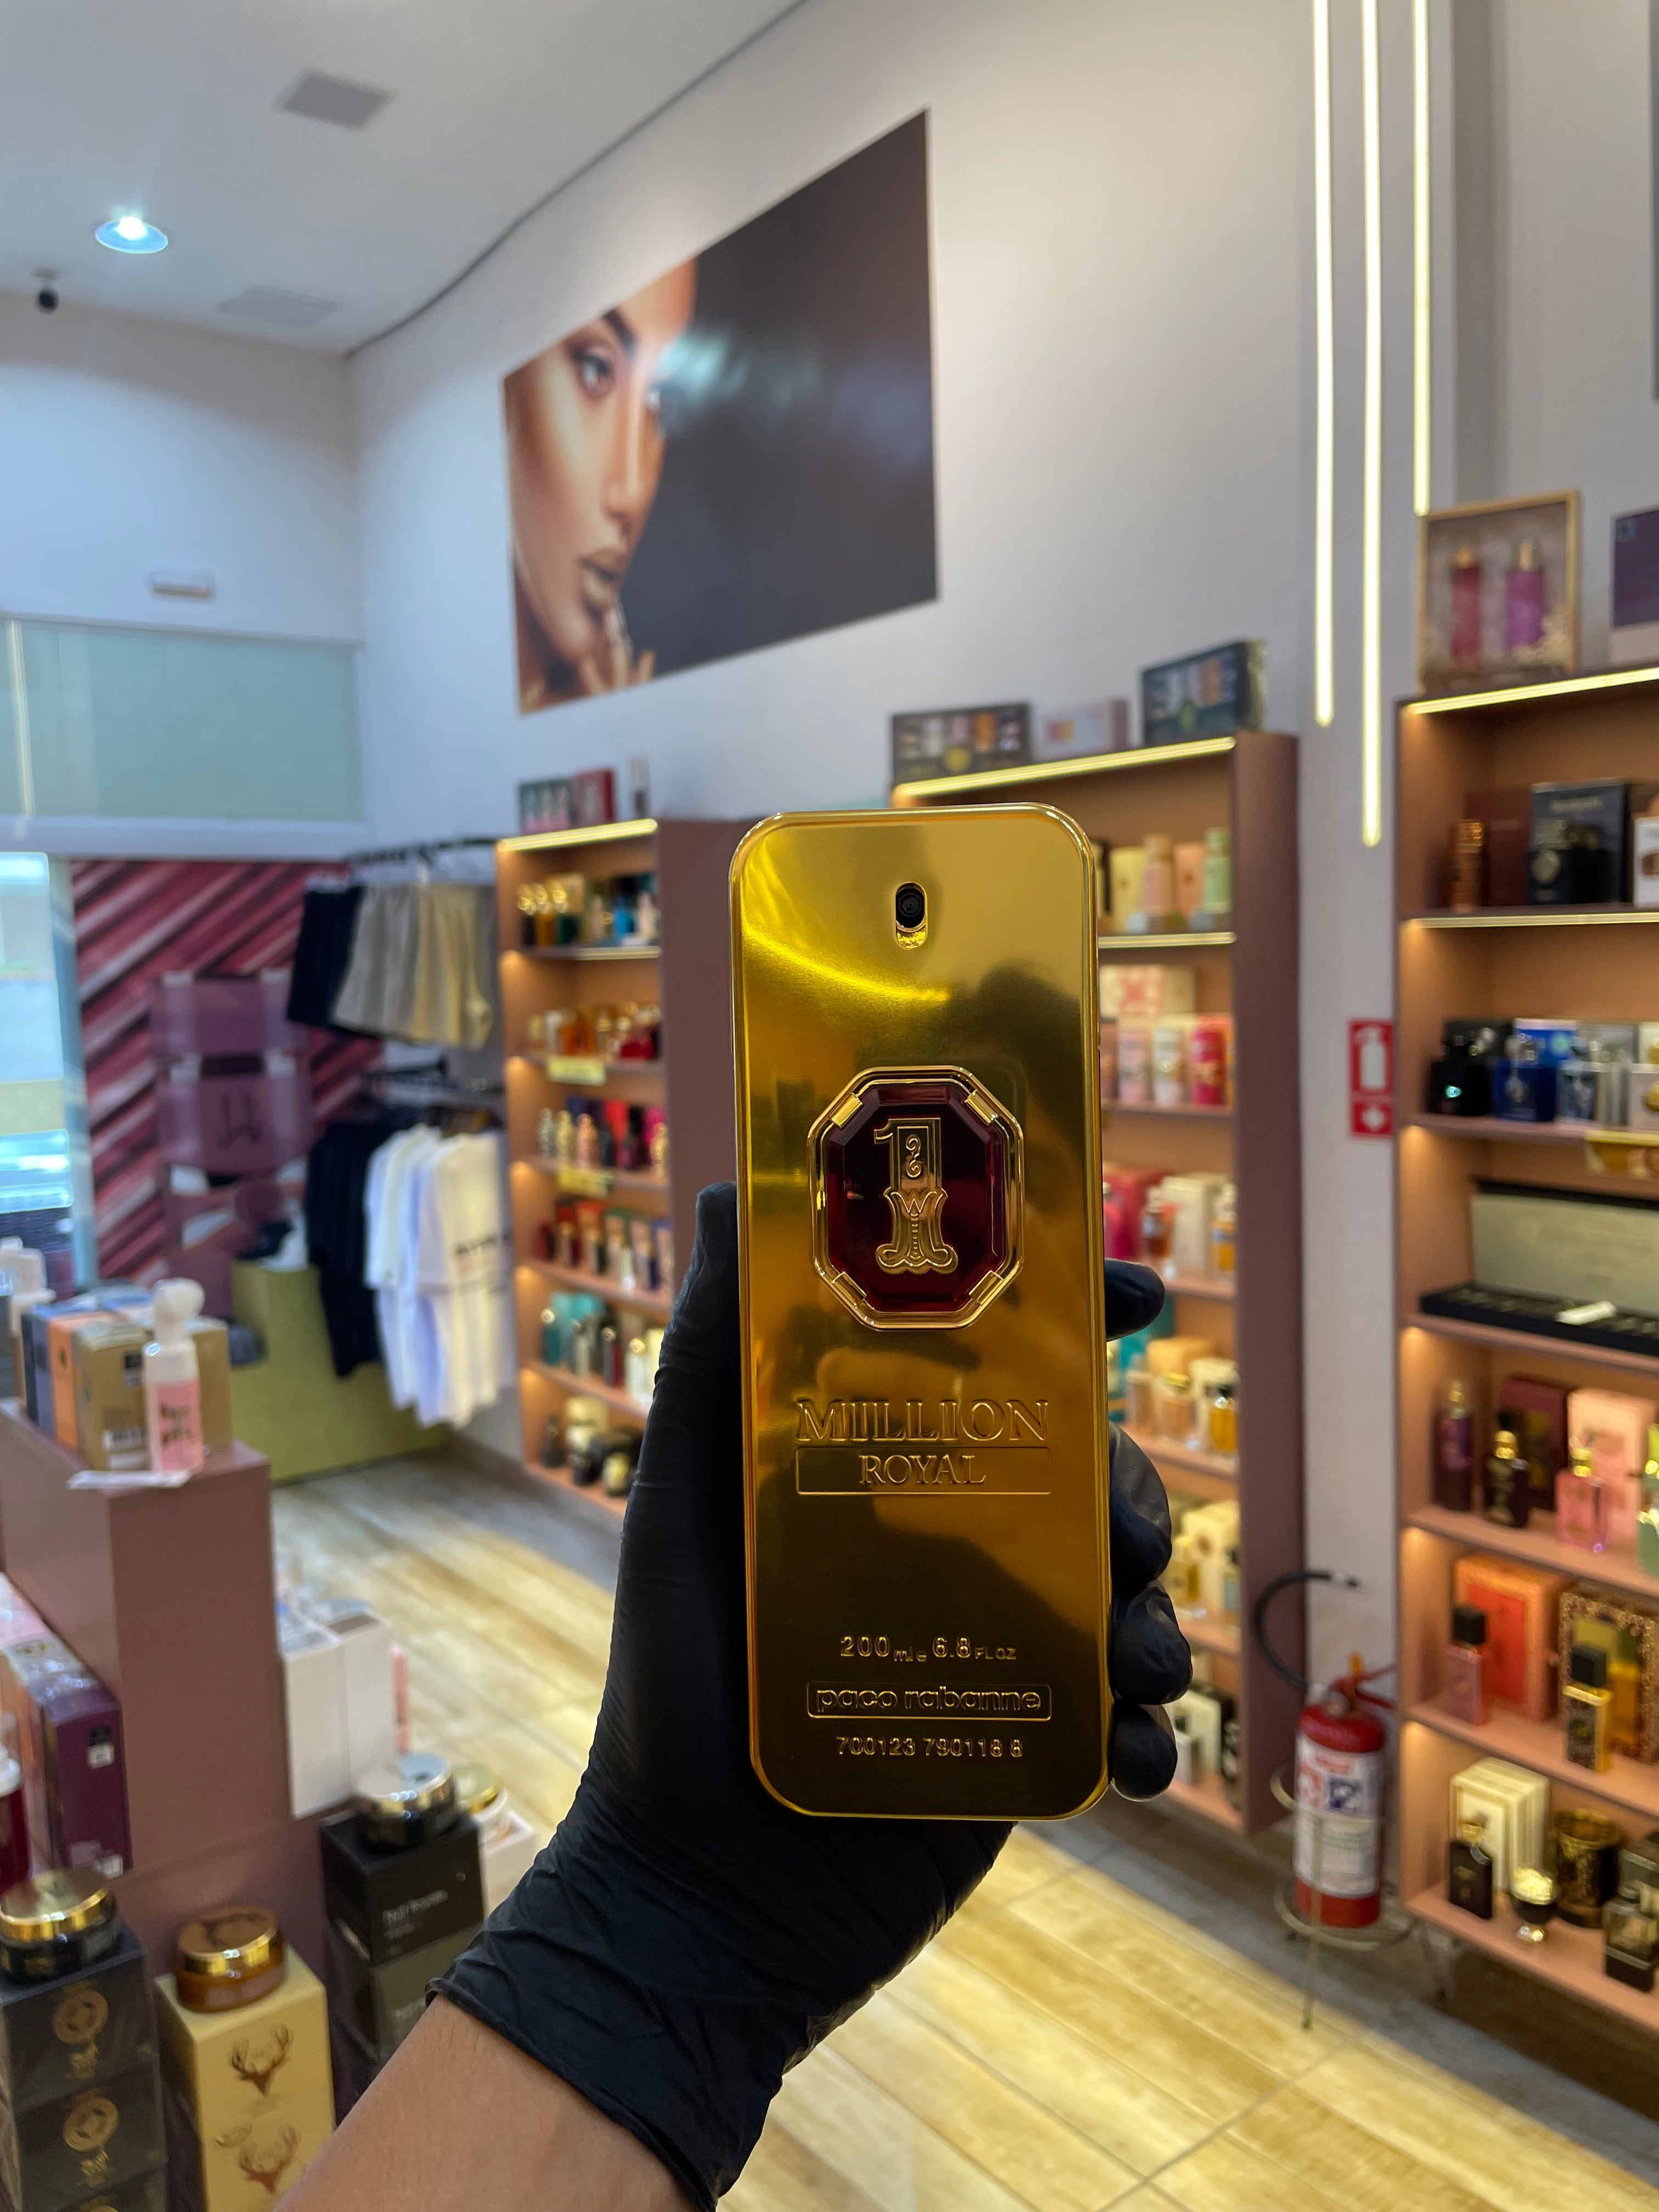 1
MILLION
ROYAL
200 ml e 6.8 FL OZ
paco rabanne
700123 790118 8